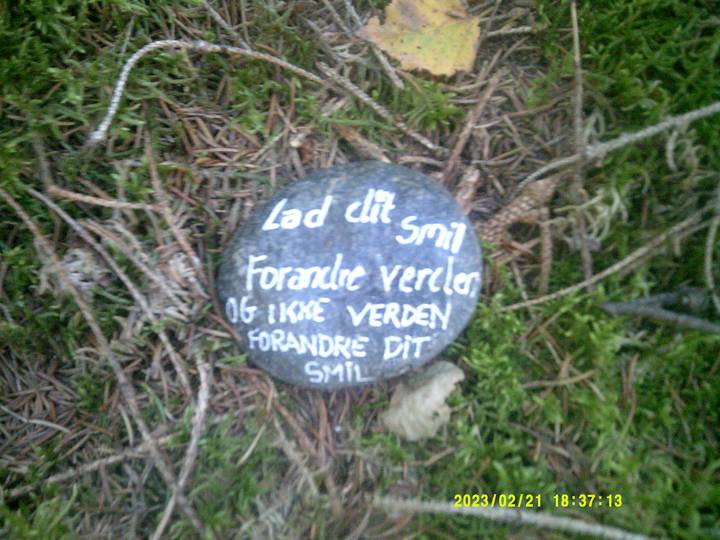 Lad dit smil
Forandre verden
OG IKKE VERDEN
FORANDRE DIT
SMIL
2023/02/21 18:37:13